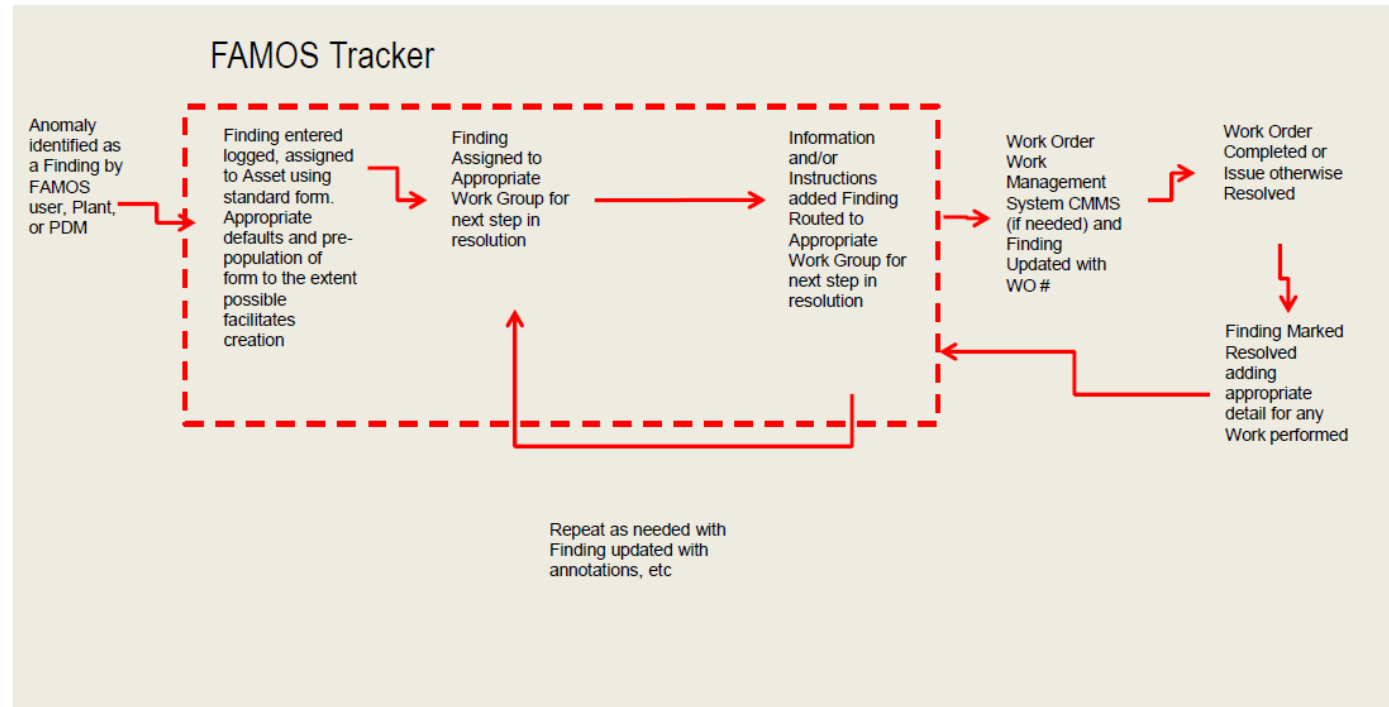 FAMOS Tracker
Anomaly
identified as
a Finding by
FAMOS
user, Plant,
or PDM
Finding entered
logged, assigned
to Asset using
standard form.
Appropriate
defaults and pre-
population of
form to the extent
possible
facilitates
creation
Finding
Assigned to
Appropriate
Work Group for
next step in
resolution
Information
and/or
Instructions
added Finding
Routed to
Appropriate
Work Group for
next step in
resolution
Work Order
Work
Management
System CMMS
(if needed) and
Finding
Updated with
WO #
Work Order
Completed or
Issue otherwise
Resolved
Finding Marked
Resolved
adding
appropriate
detail for any
Work performed
Repeat as needed with
Finding updated with
annotations, etc